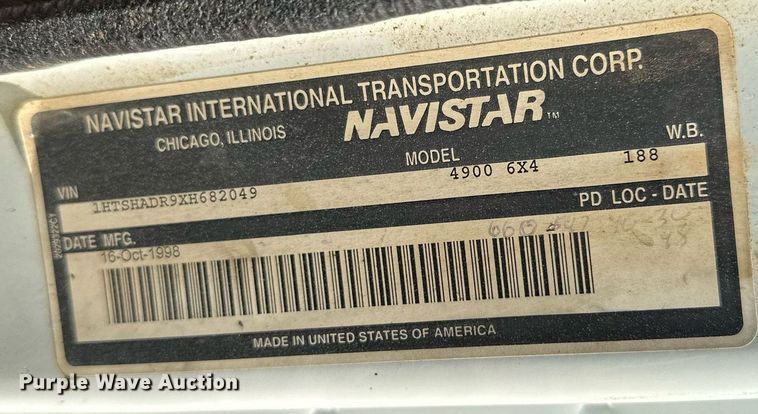 NAVISTAR INTERNATIONAL TRANSPORTATION CORP.
CHICAGO, ILLINOIS NAVISTAR™
VIN MODEL W.B.
1HTSHADR9XH682049 4900 6X4 188
DATE MFG. PD LOC - DATE
16-Oct-1998
MADE IN UNITED STATES OF AMERICA
Purple Wave Auction